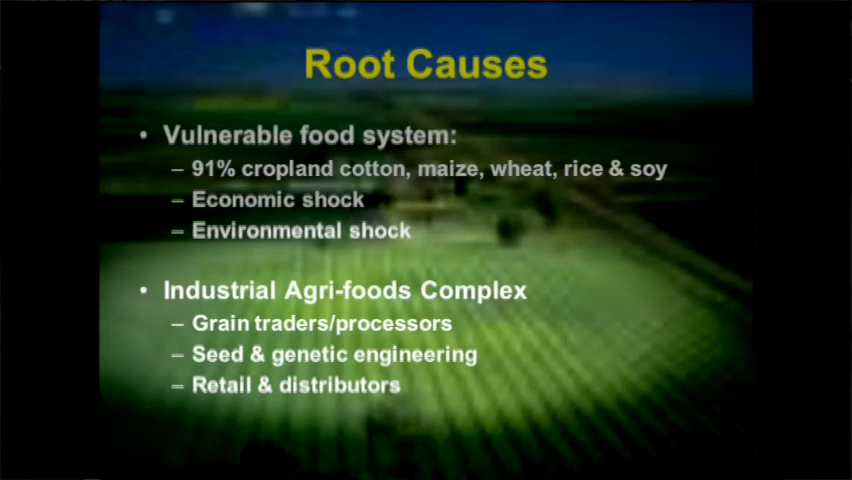 Root Causes
• Vulnerable food system:
– 91% cropland cotton, maize, wheat, rice & soy
– Economic shock
– Environmental shock
• Industrial Agri-foods Complex
– Grain traders/processors
– Seed & genetic engineering
– Retail & distributors